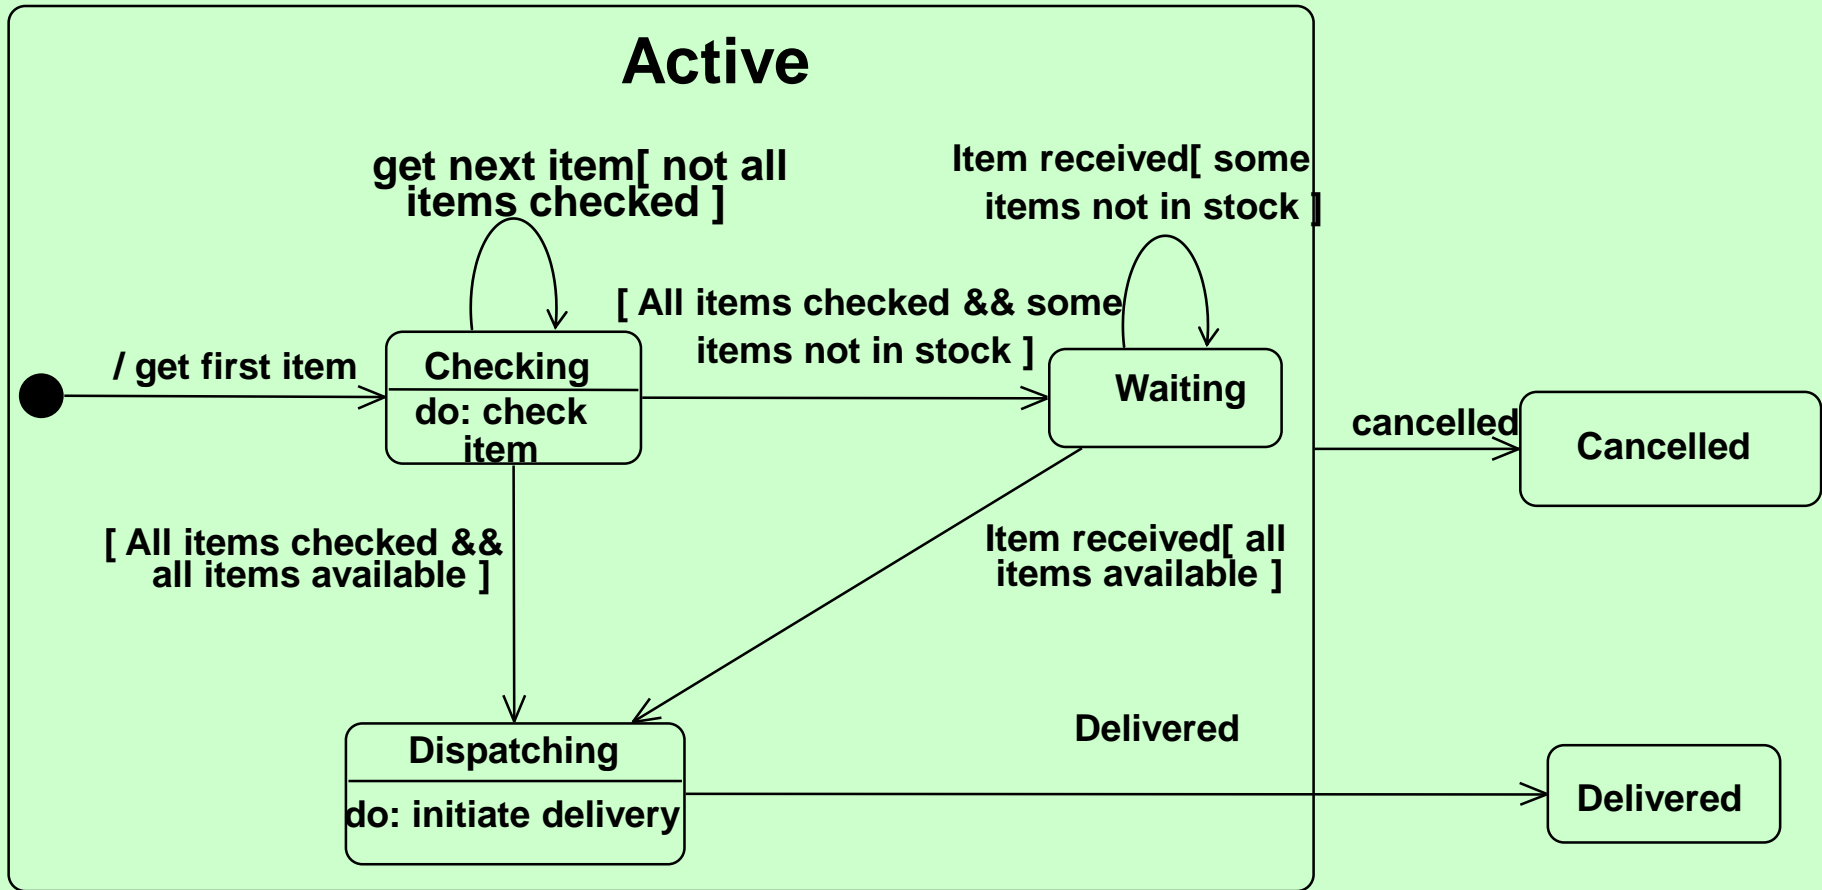 Active
get next item[ not all
items checked ]
Item received[ some
items not in stock ]
[ All items checked && some
items not in stock ]
/ get first item
Checking
do: check
item
Waiting
cancelled
Cancelled
[ All items checked &&
all items available ]
Item received[ all
items available ]
Delivered
Dispatching
do: initiate delivery
Delivered